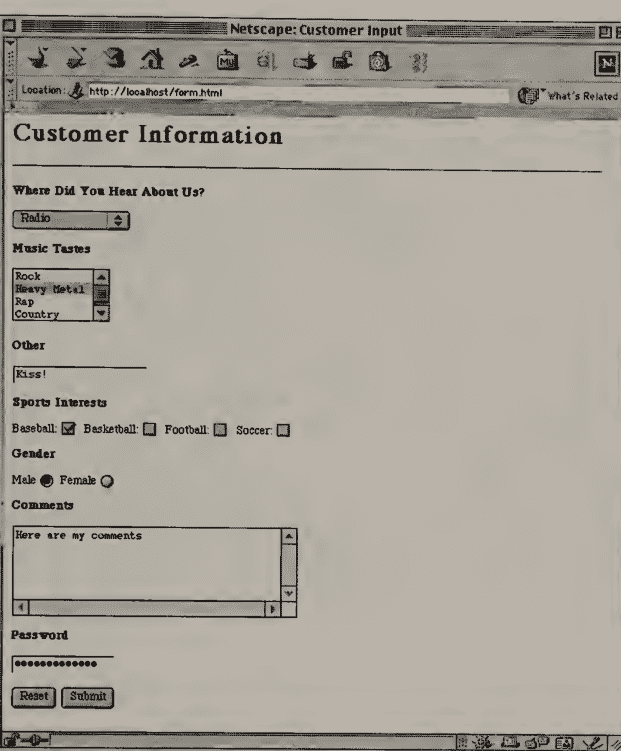 Netscape: Customer Input
My
N
Location: http://localhost/form.html What's Related
Customer Information
Where Did You Hear About Us?
Radio
Music Tastes
Rock
Heavy Metal
Rap
Country
Other
Kiss!
Sports Interests
Baseball: Basketball: Football: Soccer:
Gender
Male Female
Comments
Here are my comments
Password
•••••••••••••
Reset Submit